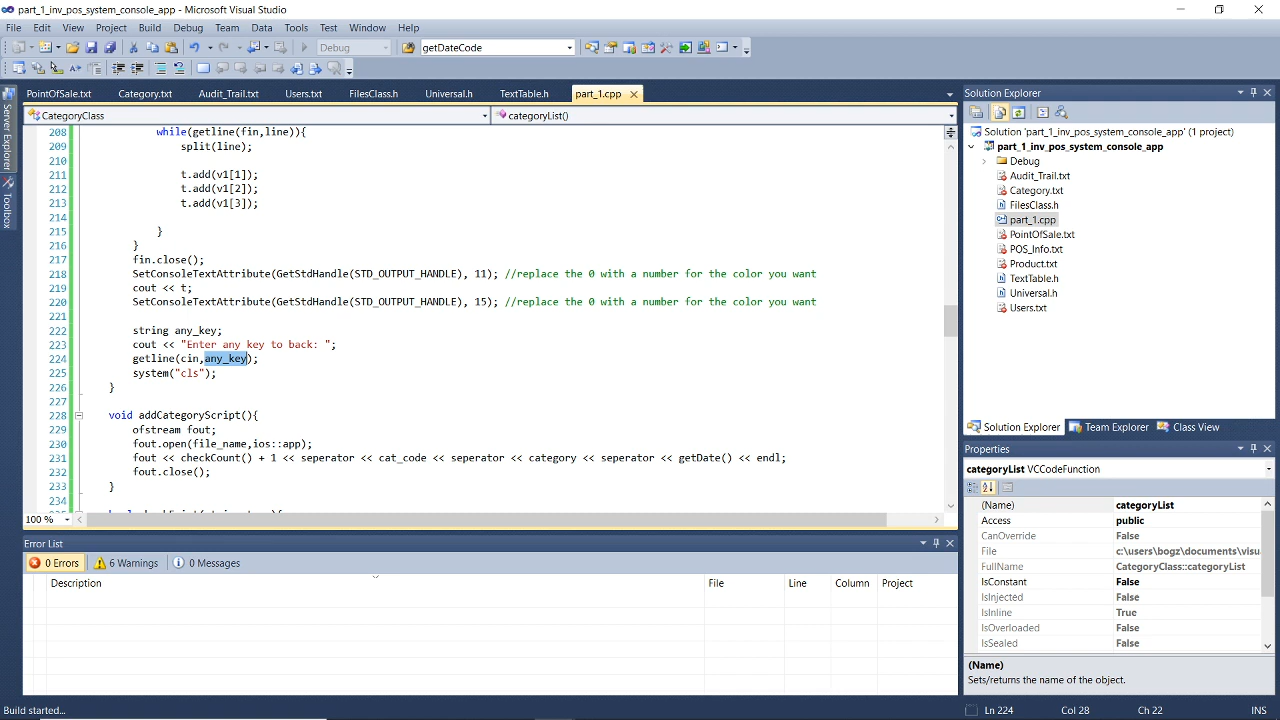 part_1_inv_pos_system_console_app - Microsoft Visual Studio
File Edit View Project Build Debug Team Data Tools Test Window Help
Debug getDateCode
PointOfSale.txt Category.txt Audit_Trail.txt Users.txt FilesClass.h Universal.h TextTable.h part_1.cpp
CategoryClass categoryList()
208 while(getline(fin,line)){
209 split(line);
210
211 t.add(v1[1]);
212 t.add(v1[2]);
213 t.add(v1[3]);
214
215 }
216 }
217 fin.close();
218 SetConsoleTextAttribute(GetStdHandle(STD_OUTPUT_HANDLE), 11); //replace the 0 with a number for the color you want
219 cout << t;
220 SetConsoleTextAttribute(GetStdHandle(STD_OUTPUT_HANDLE), 15); //replace the 0 with a number for the color you want
221
222 string any_key;
223 cout << "Enter any key to back: ";
224 getline(cin,any_key);
225 system("cls");
226 }
227
228 void addCategoryScript(){
229 ofstream fout;
230 fout.open(file_name,ios::app);
231 fout << checkCount() + 1 << seperator << cat_code << seperator << category << seperator << getDate() << endl;
232 fout.close();
233 }
234
100 %
Error List
0 Errors 6 Warnings 0 Messages
Description File Line Column Project
Server Explorer
Toolbox
Solution Explorer
Solution 'part_1_inv_pos_system_console_app' (1 project)
part_1_inv_pos_system_console_app
Debug
Audit_Trail.txt
Category.txt
FilesClass.h
part_1.cpp
PointOfSale.txt
POS_Info.txt
Product.txt
TextTable.h
Universal.h
Users.txt
Solution Explorer Team Explorer Class View
Properties
categoryList VCCodeFunction
(Name) categoryList
Access public
CanOverride False
File c:\users\bogz\documents\visu
FullName CategoryClass::categoryList
IsConstant False
IsInjected False
IsInline True
IsOverloaded False
IsSealed False
(Name)
Sets/returns the name of the object.
Build started... Ln 224 Col 28 Ch 22 INS